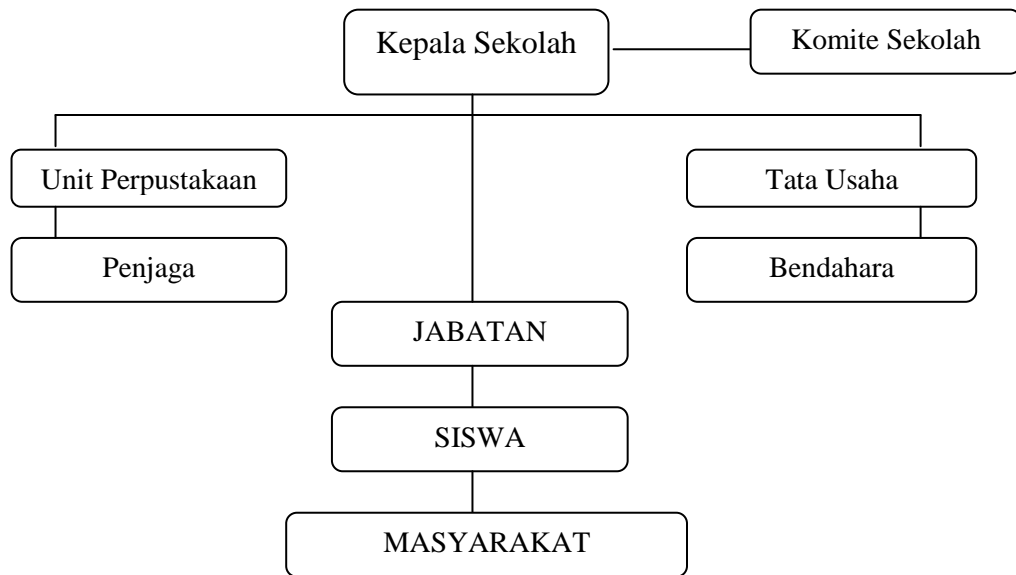 Kepala Sekolah
Komite Sekolah
Unit Perpustakaan
Tata Usaha
Penjaga
Bendahara
JABATAN
SISWA
MASYARAKAT